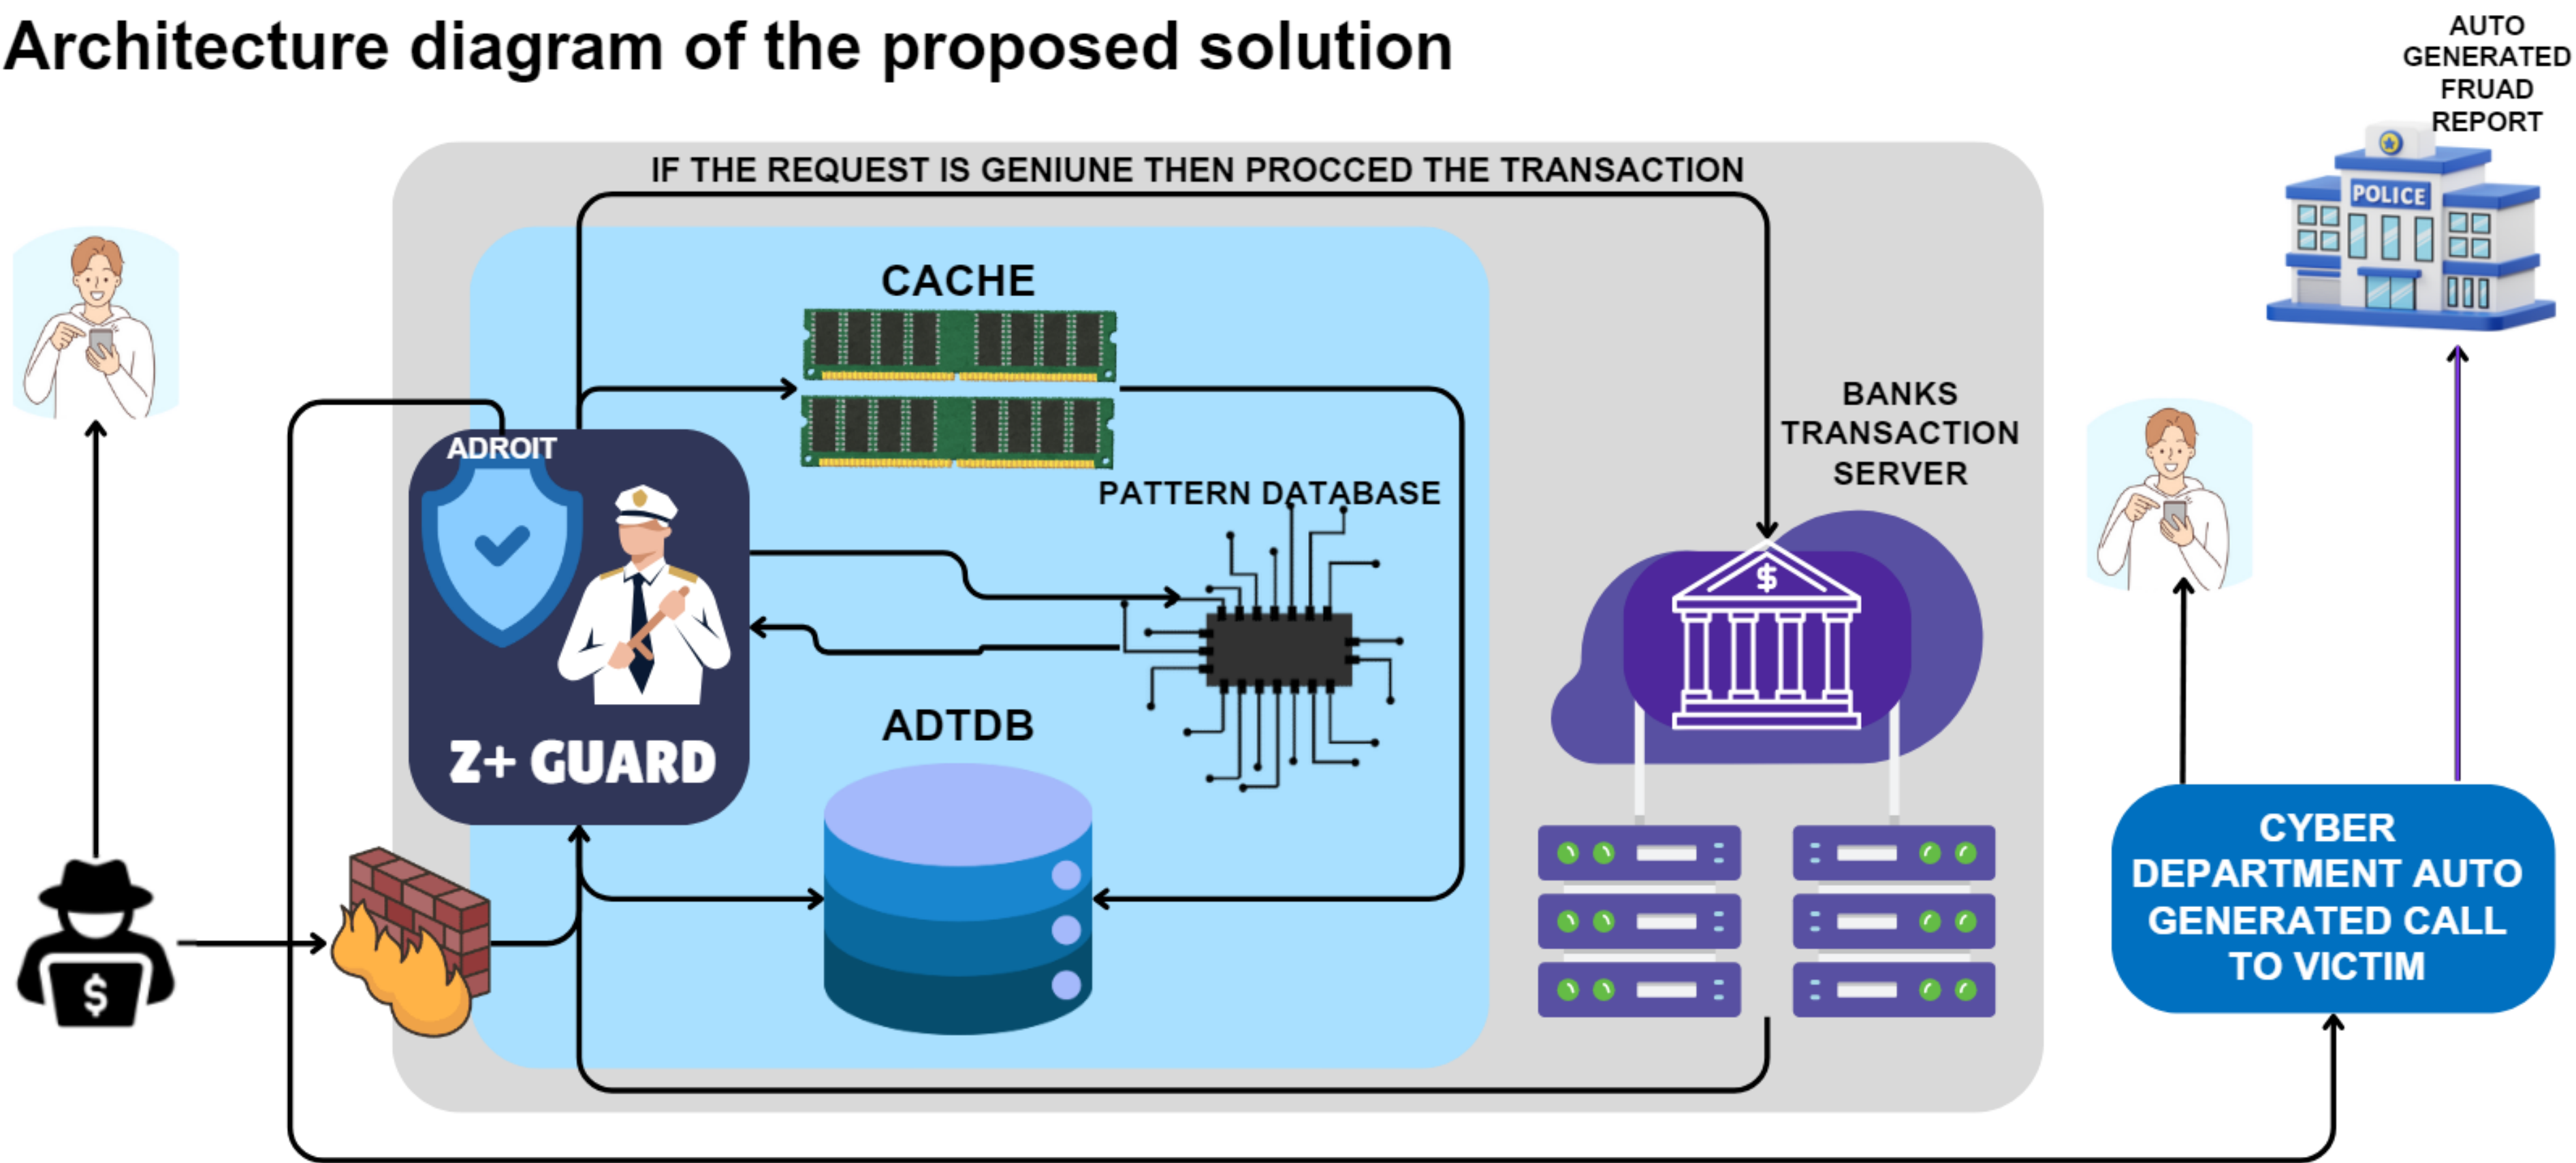 Architecture diagram of the proposed solution
AUTO
GENERATED
FRUAD
REPORT
POLICE
IF THE REQUEST IS GENIUNE THEN PROCCED THE TRANSACTION
CACHE
BANKS
TRANSACTION
SERVER
ADROIT
PATTERN DATABASE
$
ADTDB
Z+ GUARD
$
CYBER
DEPARTMENT AUTO
GENERATED CALL
TO VICTIM